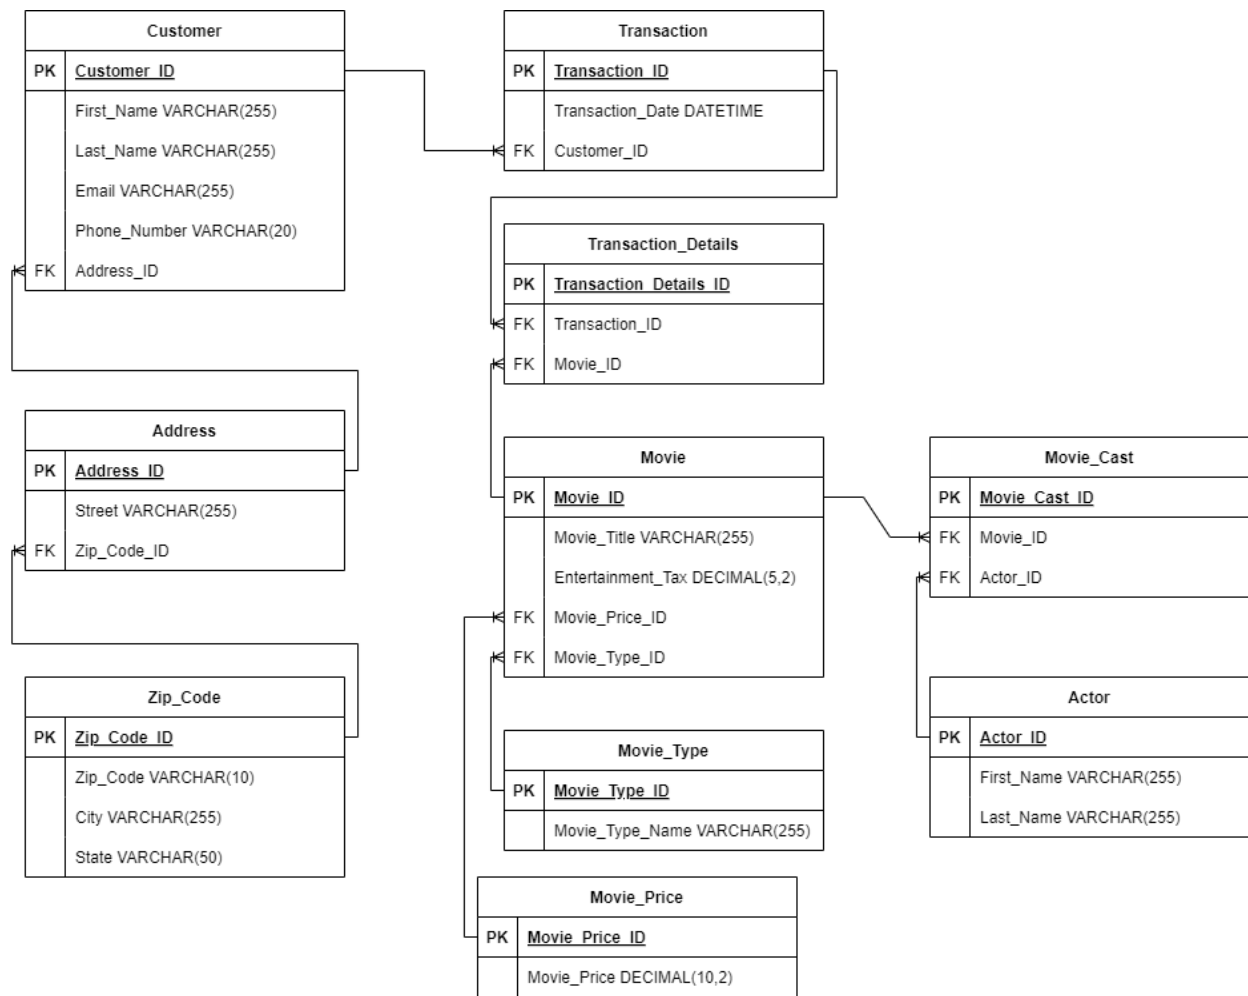 Customer
PK Customer_ID
First_Name VARCHAR(255)
Last_Name VARCHAR(255)
Email VARCHAR(255)
Phone_Number VARCHAR(20)
FK Address_ID
Address
PK Address_ID
Street VARCHAR(255)
FK Zip_Code_ID
Zip_Code
PK Zip_Code_ID
Zip_Code VARCHAR(10)
City VARCHAR(255)
State VARCHAR(50)
Transaction
PK Transaction_ID
Transaction_Date DATETIME
FK Customer_ID
Transaction_Details
PK Transaction_Details_ID
FK Transaction_ID
FK Movie_ID
Movie
PK Movie_ID
Movie_Title VARCHAR(255)
Entertainment_Tax DECIMAL(5,2)
FK Movie_Price_ID
FK Movie_Type_ID
Movie_Type
PK Movie_Type_ID
Movie_Type_Name VARCHAR(255)
Movie_Price
PK Movie_Price_ID
Movie_Price DECIMAL(10,2)
Movie_Cast
PK Movie_Cast_ID
FK Movie_ID
FK Actor_ID
Actor
PK Actor_ID
First_Name VARCHAR(255)
Last_Name VARCHAR(255)